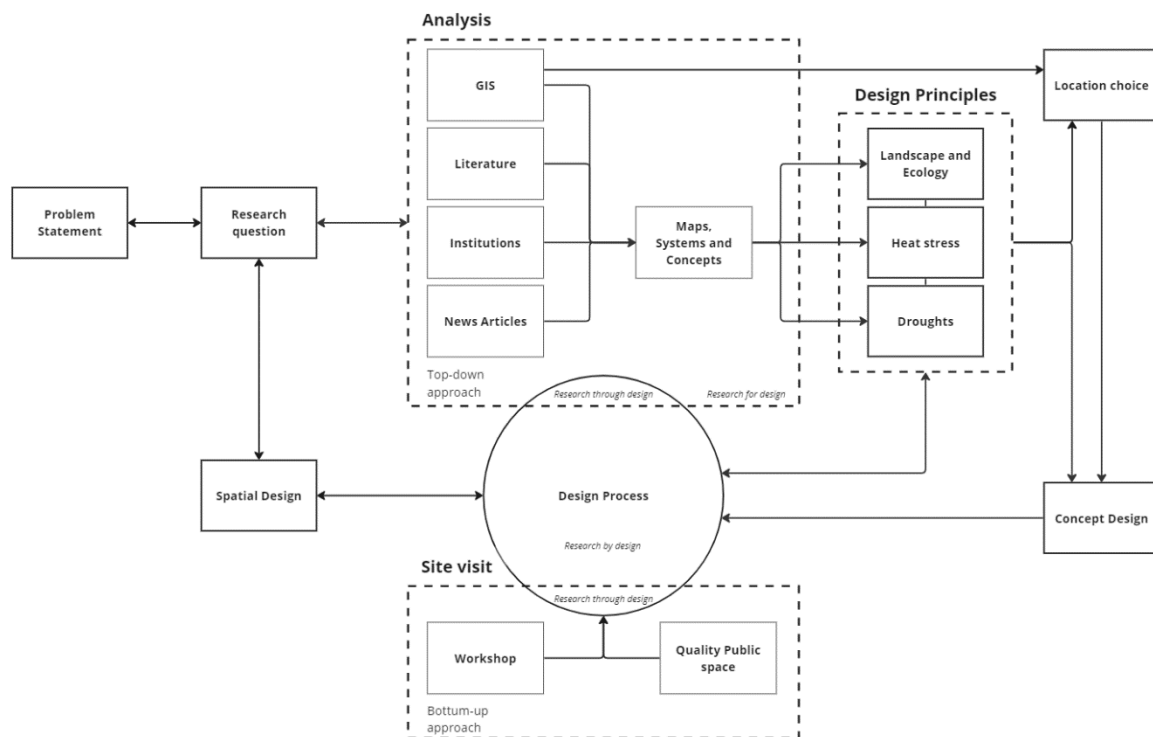 Analysis
GIS
Location choice
Design Principles
Literature
Landscape and
Ecology
Problem
Statement
Research
question
Institutions
Maps,
Systems and
Concepts
Heat stress
News Articles
Droughts
Top-down
approach
Research through design
Research for design
Spatial Design
Design Process
Concept Design
Research by design
Site visit
Research through design
Workshop
Quality Public
space
Bottum-up
approach